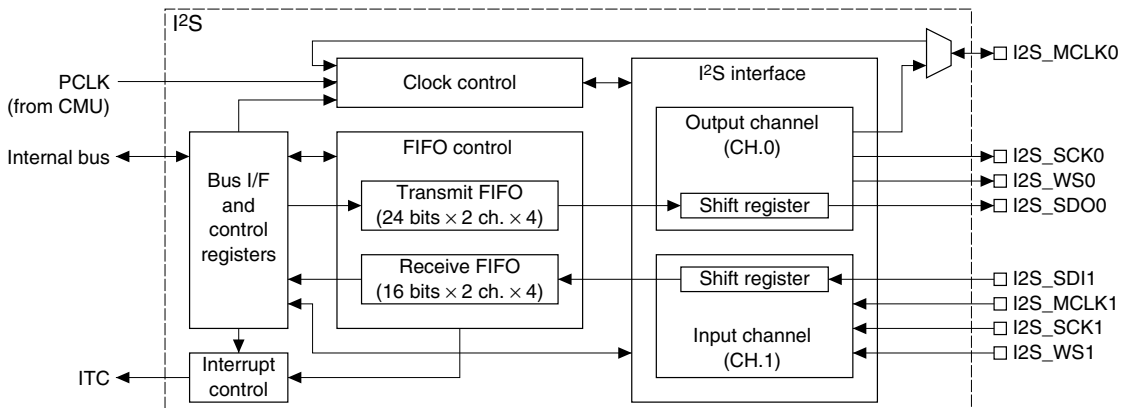 I²S
PCLK
(from CMU)
Internal bus
ITC
Clock control
Bus I/F
and
control
registers
FIFO control
Transmit FIFO
(24 bits × 2 ch. × 4)
Receive FIFO
(16 bits × 2 ch. × 4)
Interrupt
control
I²S interface
Output channel
(CH.0)
Shift register
Shift register
Input channel
(CH.1)
I2S_MCLK0
I2S_SCK0
I2S_WS0
I2S_SDO0
I2S_SDI1
I2S_MCLK1
I2S_SCK1
I2S_WS1